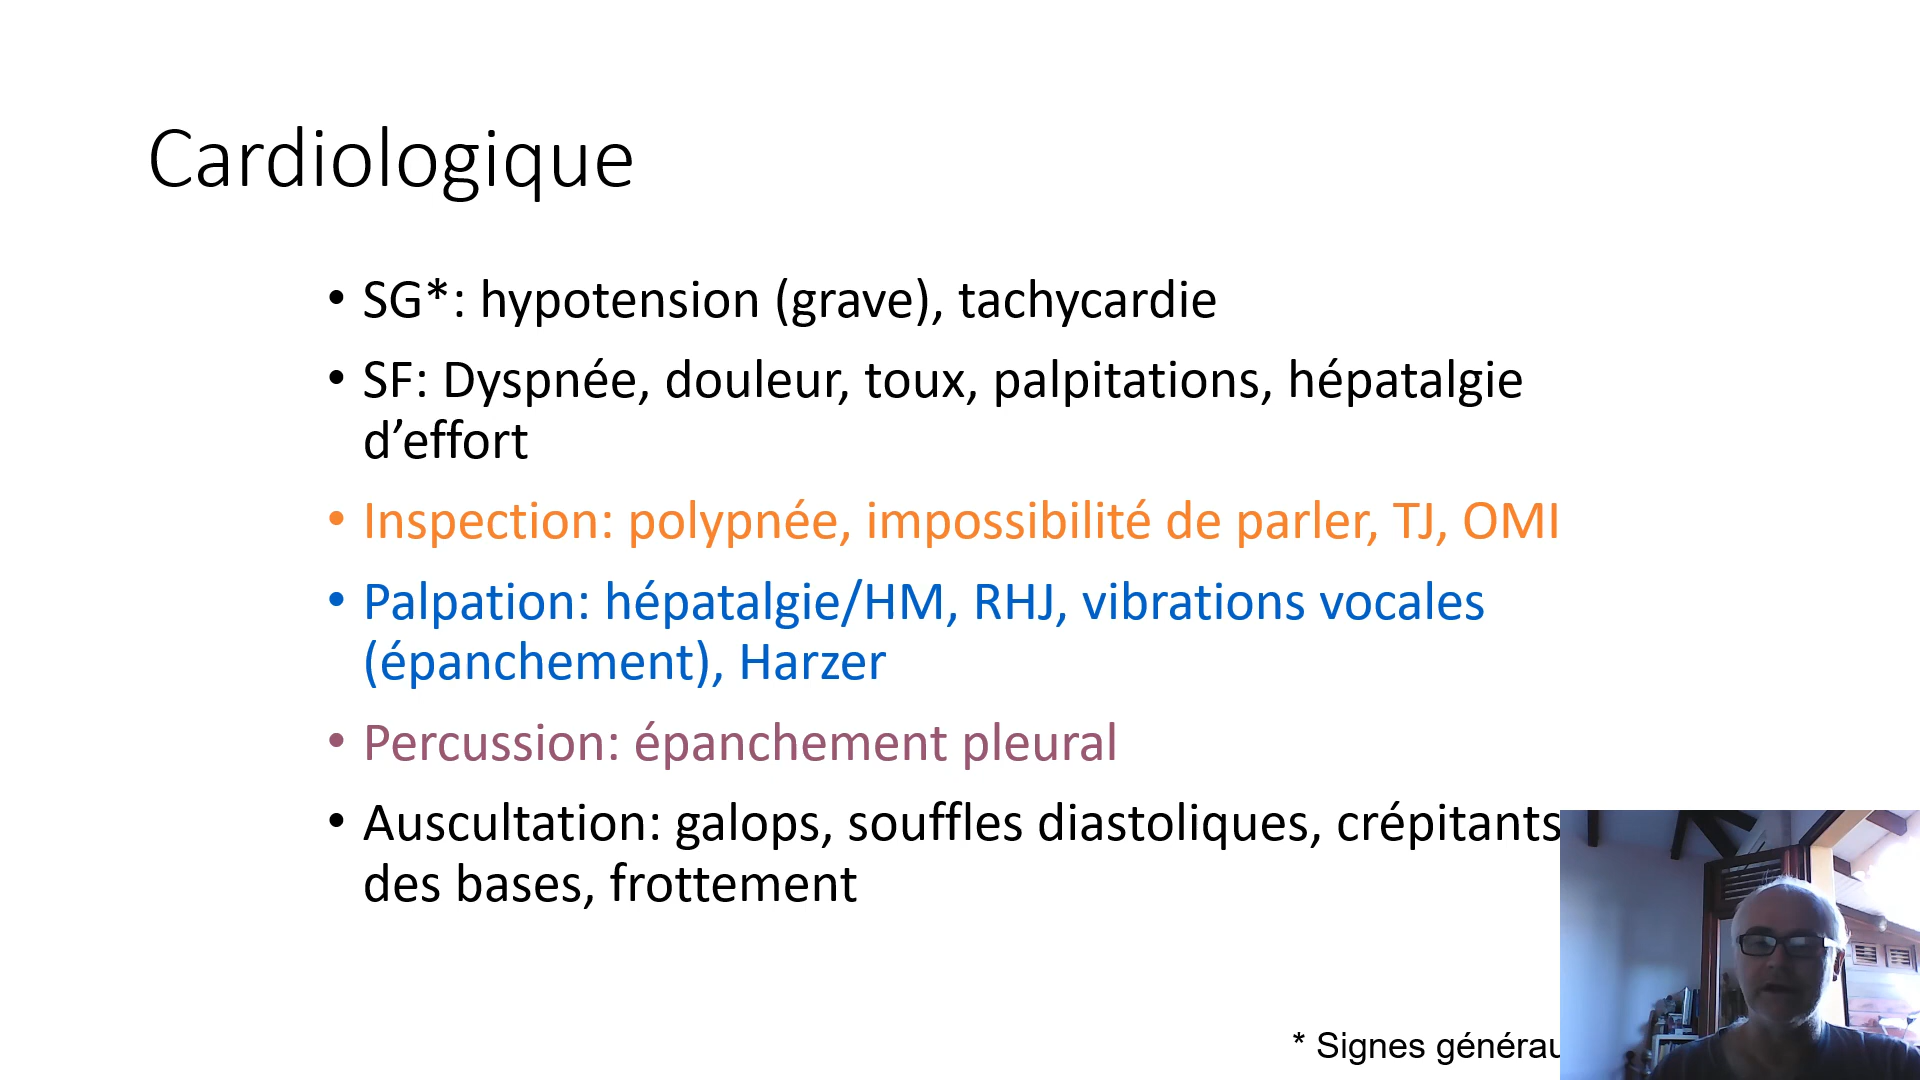 Cardiologique
• SG*: hypotension (grave), tachycardie
• SF: Dyspnée, douleur, toux, palpitations, hépatalgie
d’effort
• Inspection: polypnée, impossibilité de parler, TJ, OMI
• Palpation: hépatalgie/HM, RHJ, vibrations vocales
(épanchement), Harzer
• Percussion: épanchement pleural
• Auscultation: galops, souffles diastoliques, crépitants
des bases, frottement
* Signes générau